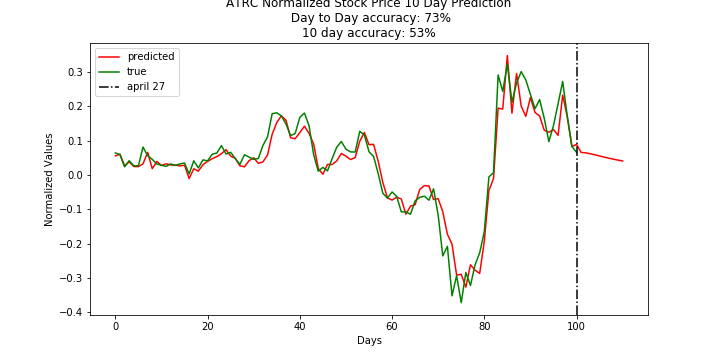 ATRC Normalized Stock Price 10 Day Prediction
Day to Day accuracy: 73%
10 day accuracy: 53%
predicted
true
april 27
Normalized Values
0.3
0.2
0.1
0.0
−0.1
−0.2
−0.3
−0.4
0 20 40 60 80 100
Days